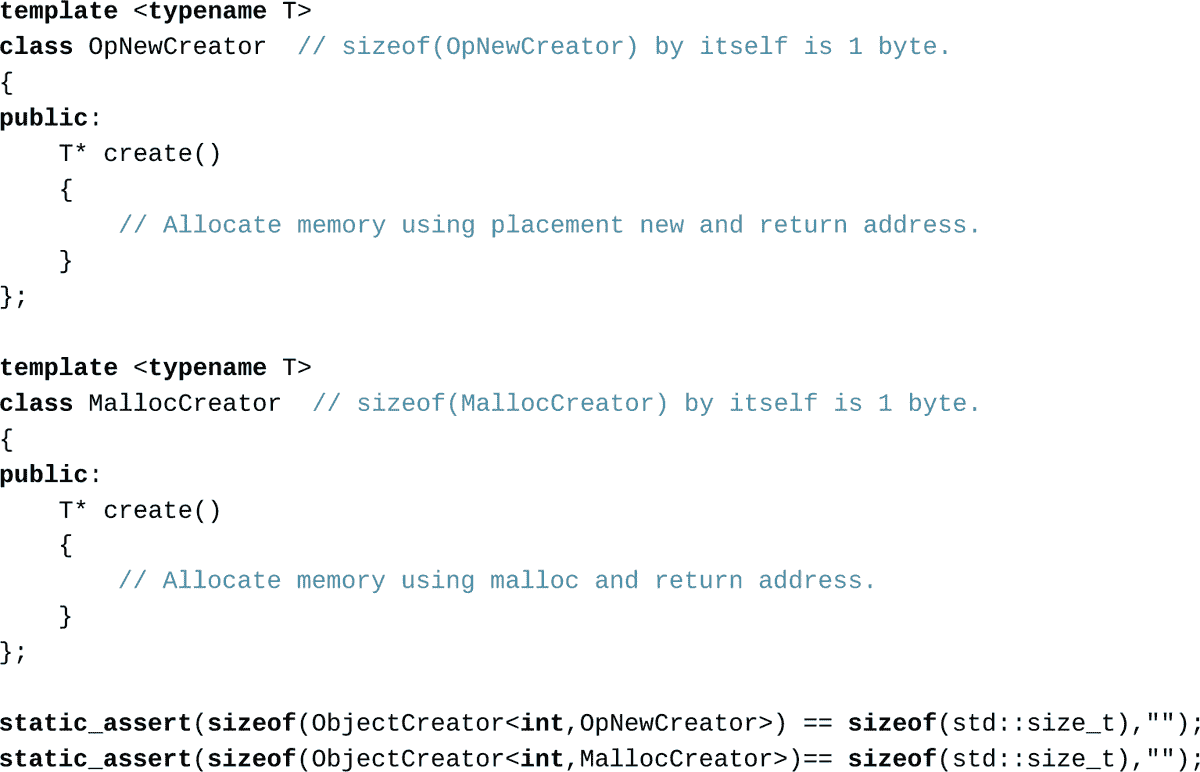 template <typename T>
class OpNewCreator  // sizeof(OpNewCreator) by itself is 1 byte.
{
public:
    T* create()
    {
        // Allocate memory using placement new and return address.
    }
};

template <typename T>
class MallocCreator  // sizeof(MallocCreator) by itself is 1 byte.
{
public:
    T* create()
    {
        // Allocate memory using malloc and return address.
    }
};

static_assert(sizeof(ObjectCreator<int,OpNewCreator>) == sizeof(std::size_t),"");
static_assert(sizeof(ObjectCreator<int,MallocCreator>)== sizeof(std::size_t),"");